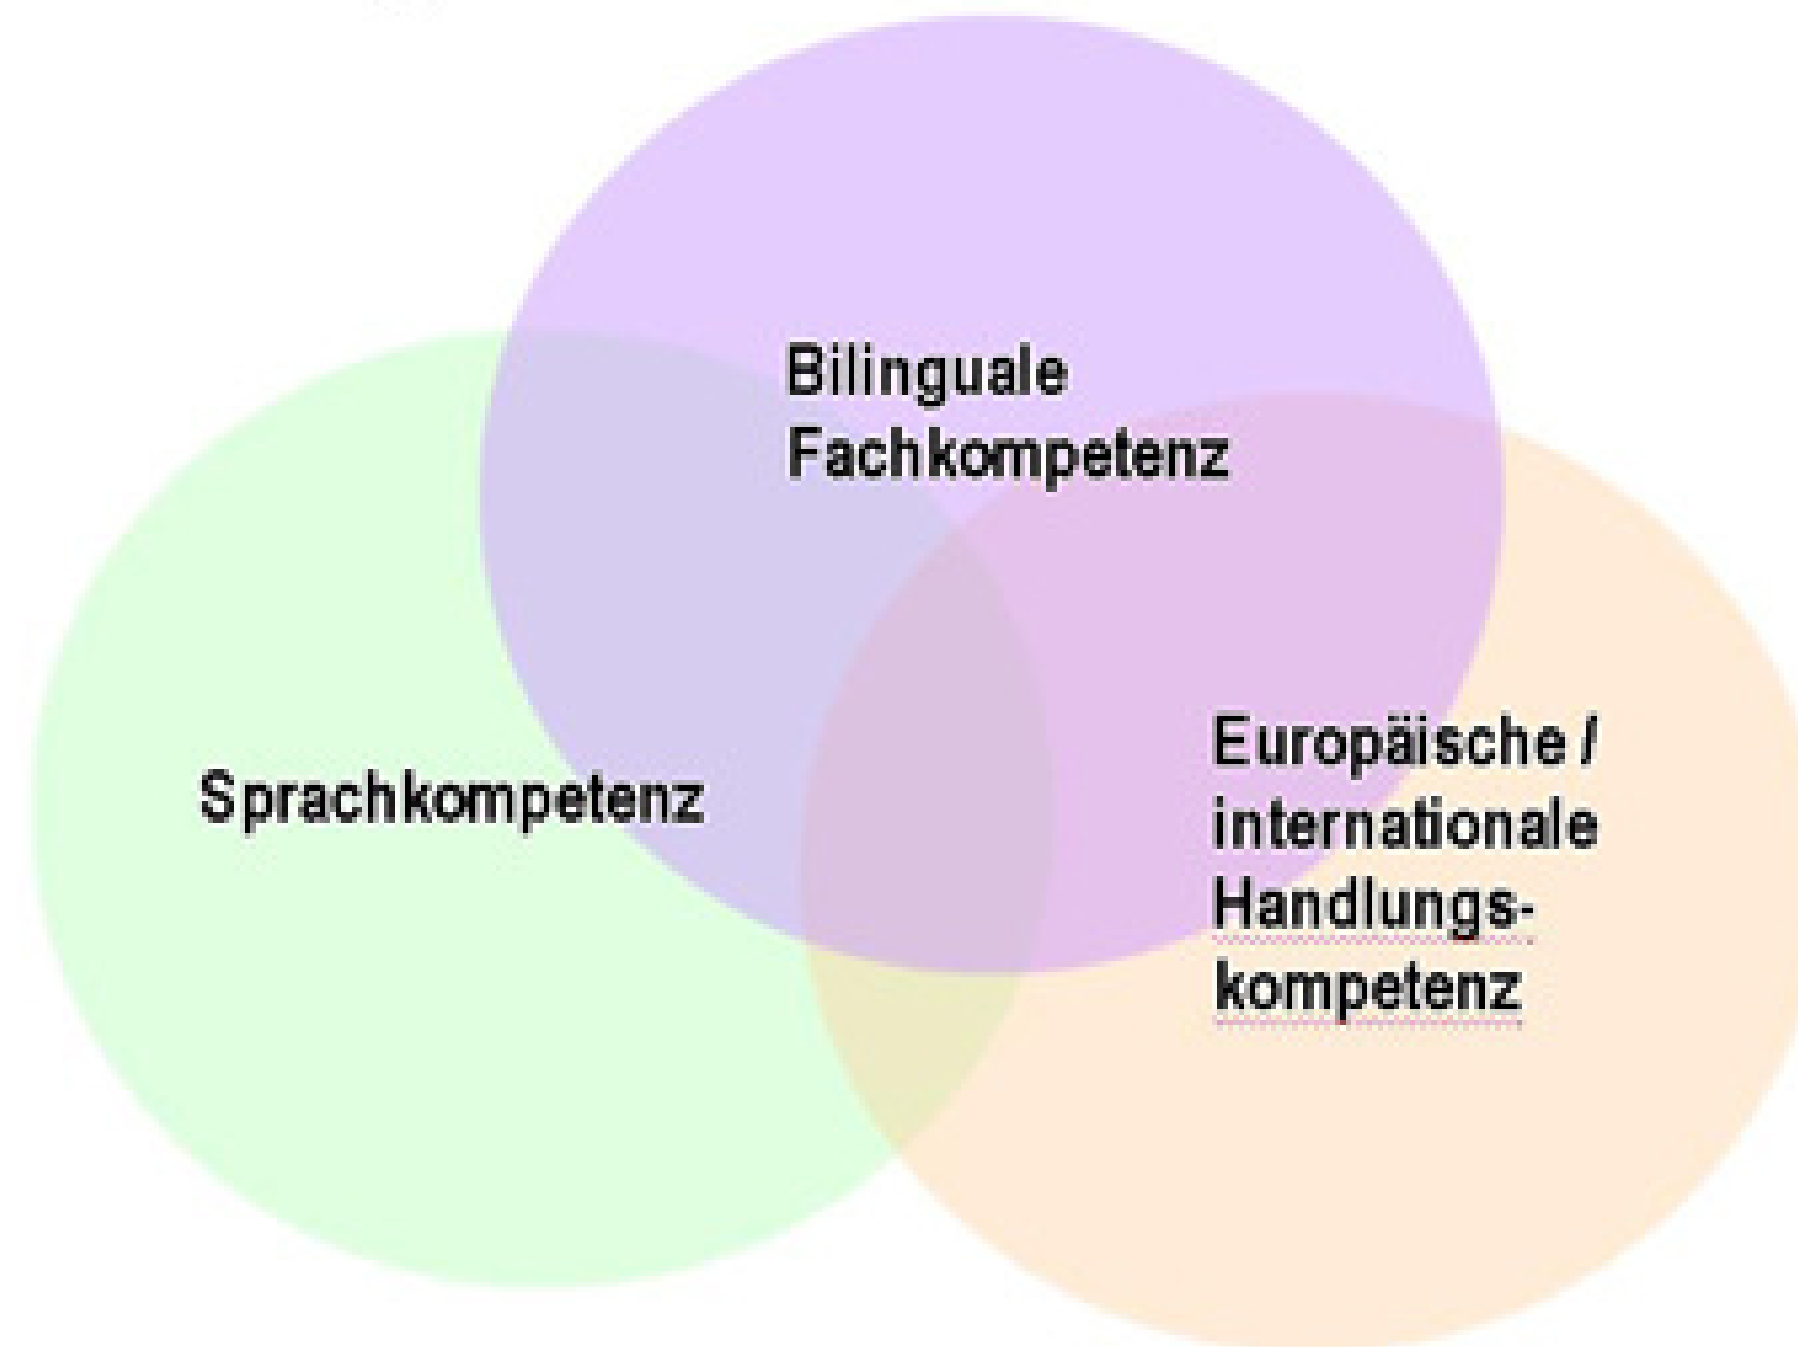 Bilinguale
Fachkompetenz
Sprachkompetenz
Europäische /
internationale
Handlungs-
kompetenz